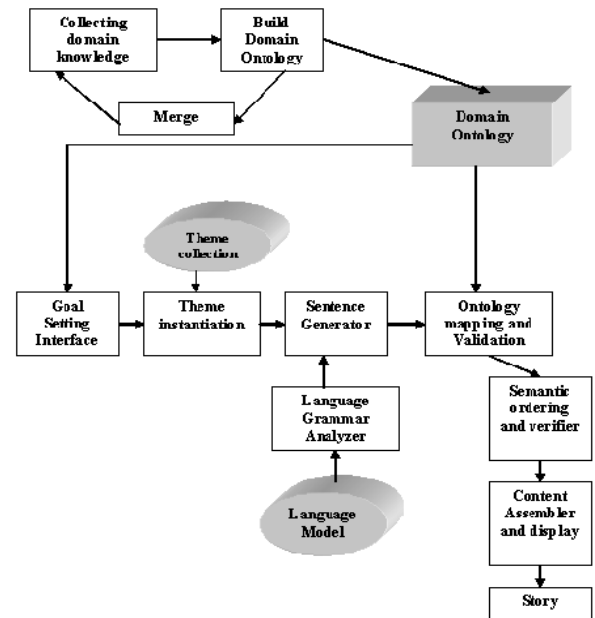 Collecting
domain
knowledge
Build
Domain
Ontology
Merge
Domain
Ontology
Theme
collection
Goal
Setting
Interface
Theme
instantiation
Sentence
Generator
Ontology
mapping and
Validation
Language
Grammar
Analyzer
Semantic
ordering
and verifier
Language
Model
Content
Assembler
and display
Story